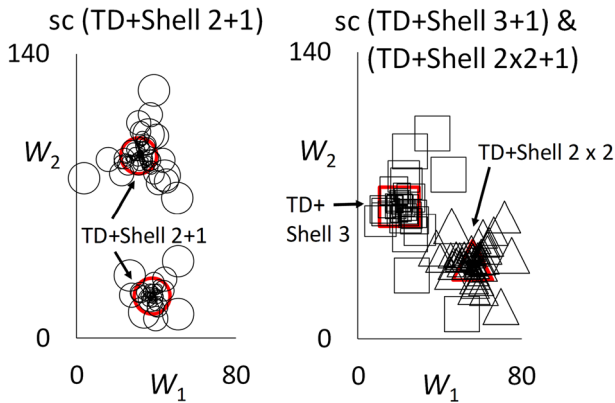 sc (TD+Shell 2+1)
140
W2
TD+Shell 2+1
0
0
80
W1
sc (TD+Shell 3+1) &
(TD+Shell 2x2+1)
140
W2
TD+Shell 2 x 2
TD+
Shell 3
0
0
80
W1